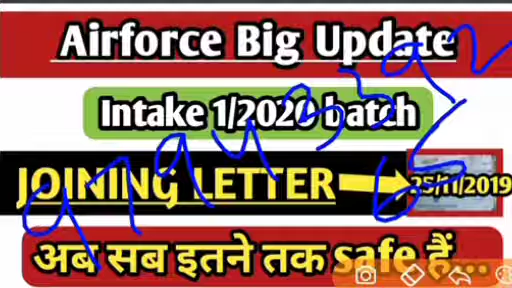 Airforce Big Update
Intake 1/2020 batch
JOINING LETTER
25/11/2019
अब सब इतने तक safe हैं...